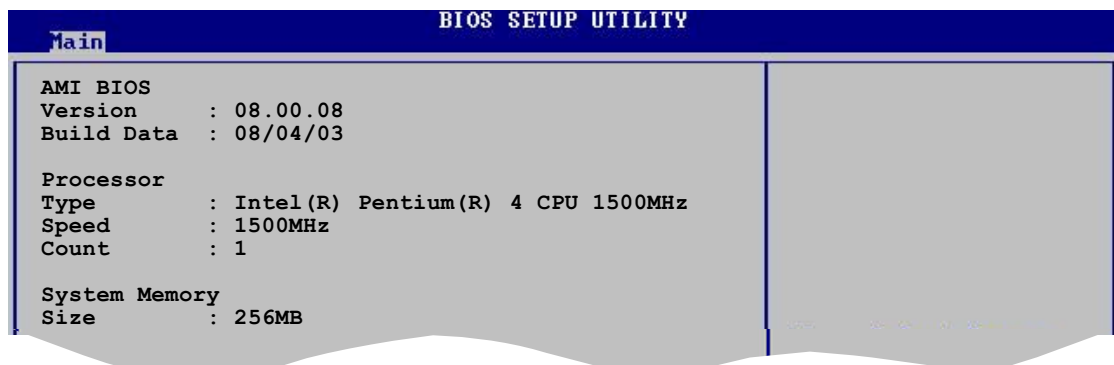 BIOS SETUP UTILITY
Main
AMI BIOS
Version : 08.00.08
Build Data : 08/04/03
Processor
Type : Intel(R) Pentium(R) 4 CPU 1500MHz
Speed : 1500MHz
Count : 1
System Memory
Size : 256MB